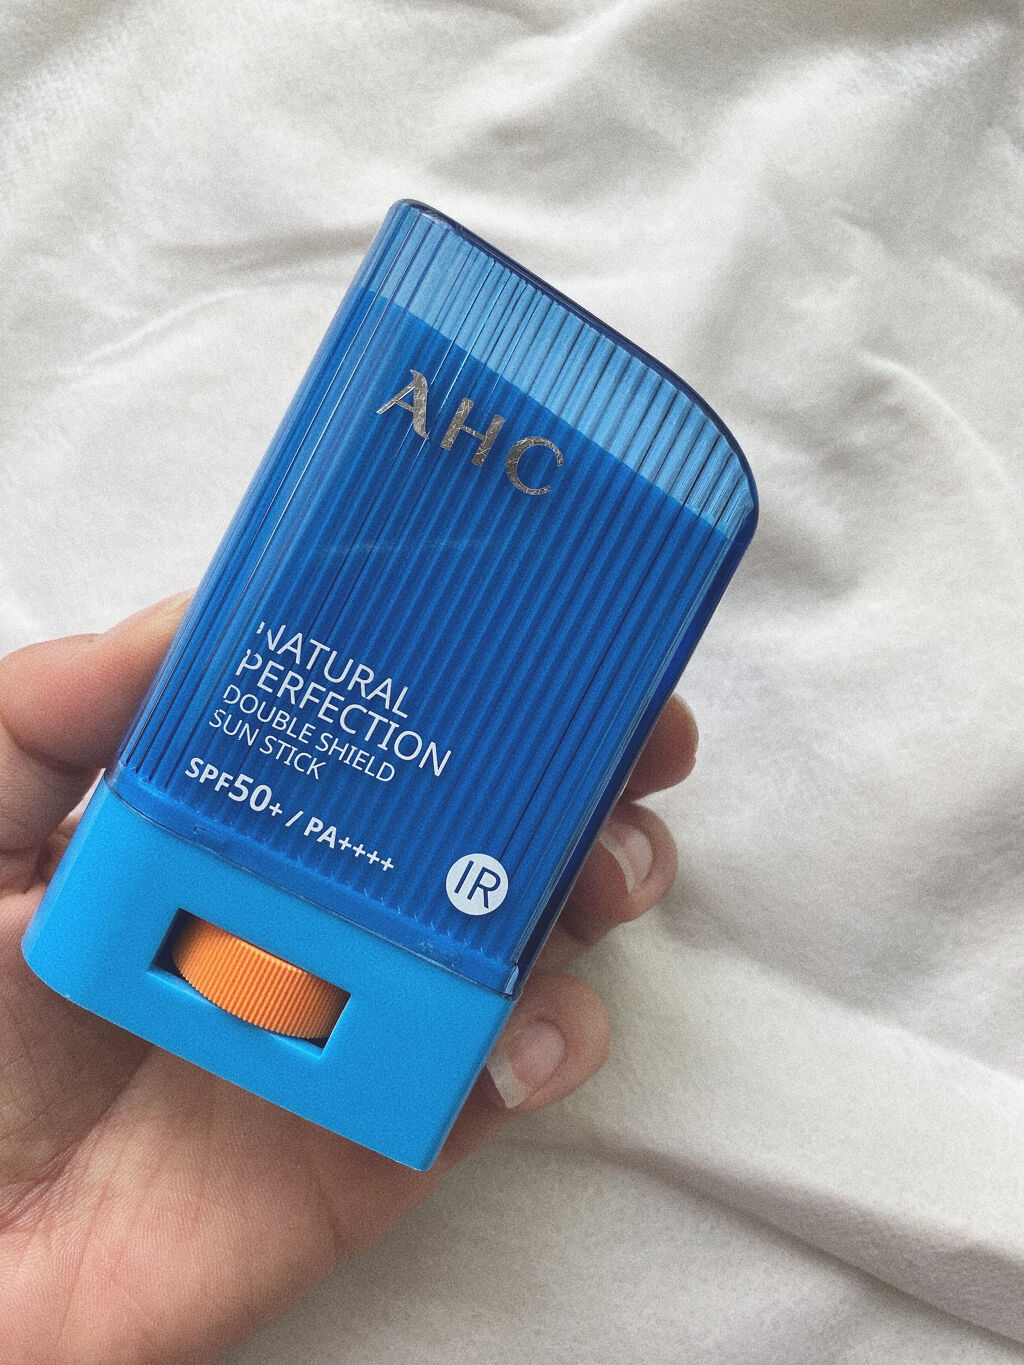 AHC
NATURAL
PERFECTION
DOUBLE SHIELD
SUN STICK
SPF50+ / PA++++
IR